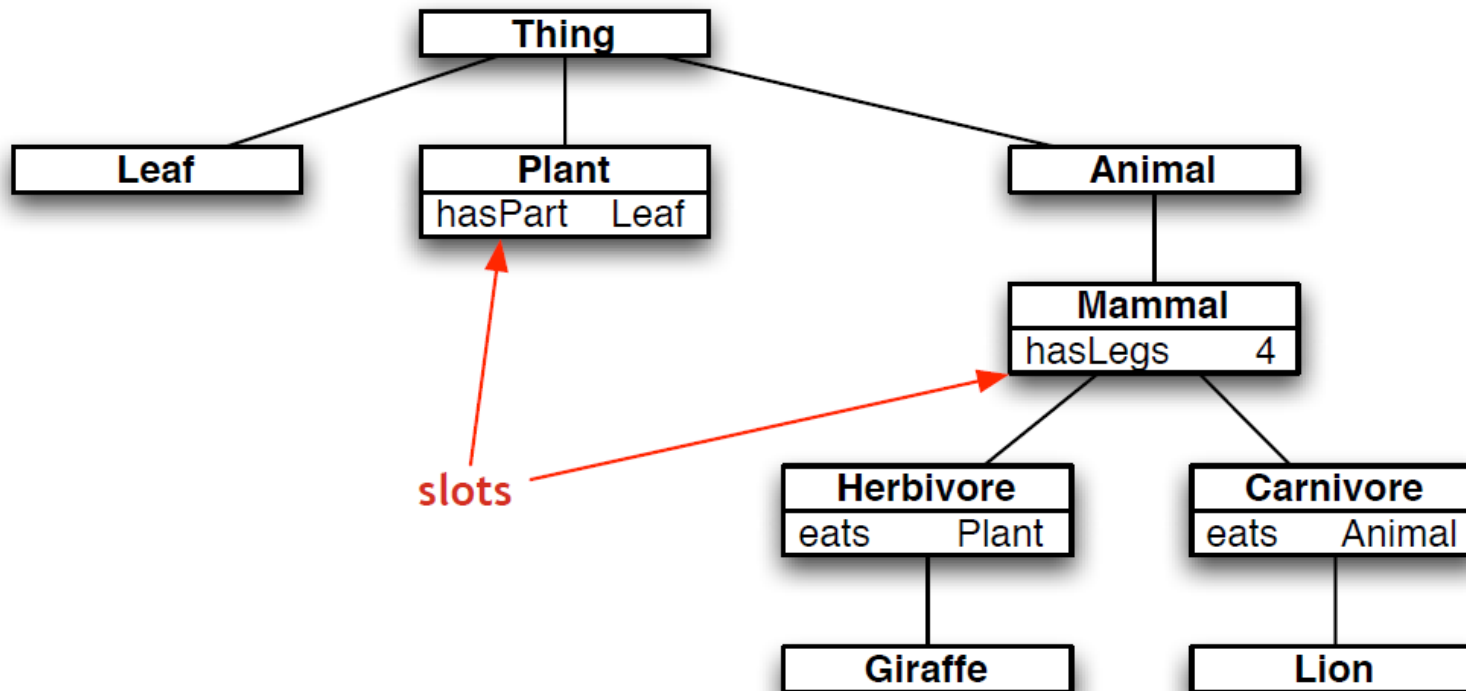 Thing
Leaf
Plant
Animal
hasPart Leaf
Mammal
hasLegs 4
slots
Herbivore
Carnivore
eats Plant
eats Animal
Giraffe
Lion